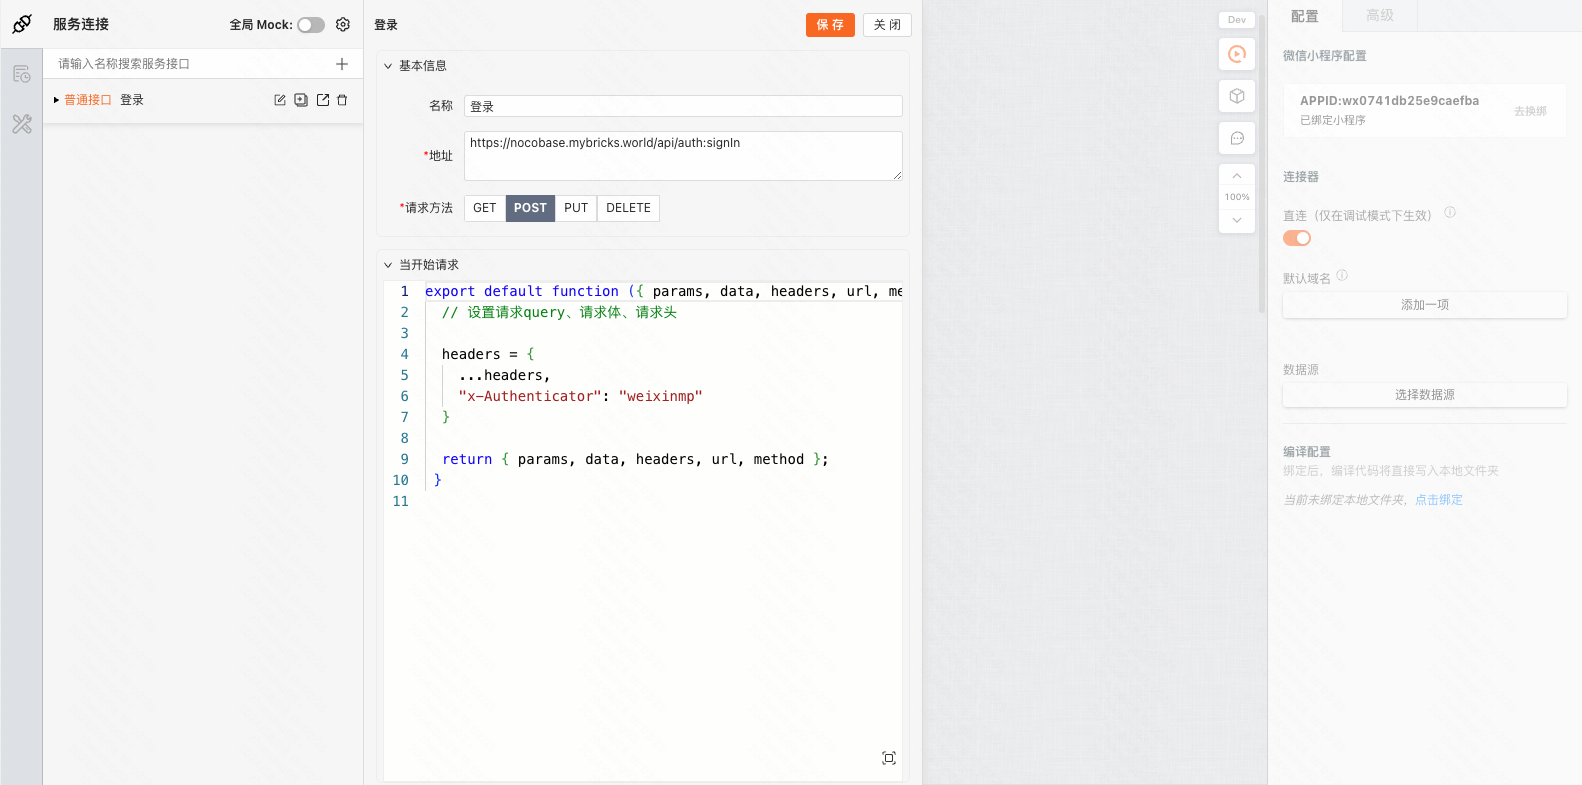 服务连接
全局 Mock:
请输入名称搜索服务接口
普通接口 登录
登录
保 存
关 闭
基本信息
名称
登录
*地址
https://nocobase.mybricks.world/api/auth:signIn
*请求方法
GET
POST
PUT
DELETE
当开始请求
1 export default function ({ params, data, headers, url, me
2 // 设置请求query、请求体、请求头
3
4 headers = {
5 ...headers,
6 "x-Authenticator": "weixinmp"
7 }
8
9 return { params, data, headers, url, method };
10 }
11
Dev
100%
配置
高级
微信小程序配置
APPID:wx0741db25e9caefba
已绑定小程序
去换绑
连接器
直连（仅在调试模式下生效）
默认域名
添加一项
数据源
选择数据源
编译配置
绑定后，编译代码将直接写入本地文件夹
当前未绑定本地文件夹，点击绑定